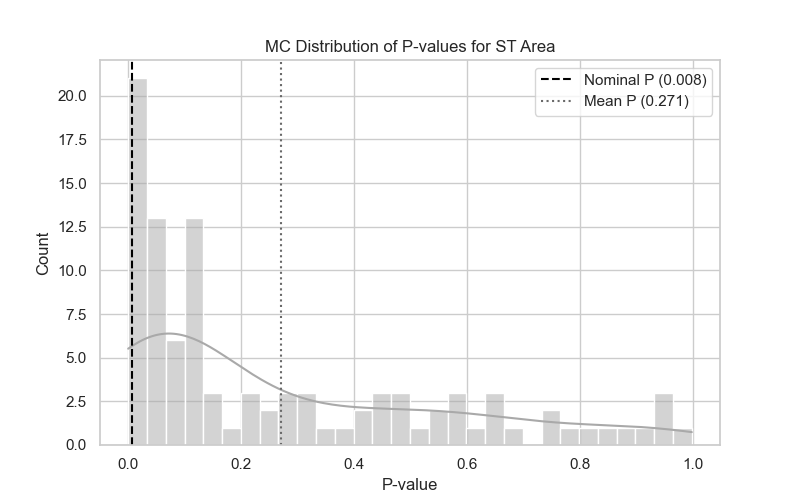 MC Distribution of P-values for ST Area
Nominal P (0.008)
Mean P (0.271)
Count
20.0
17.5
15.0
12.5
10.0
7.5
5.0
2.5
0.0
0.0 0.2 0.4 0.6 0.8 1.0
P-value